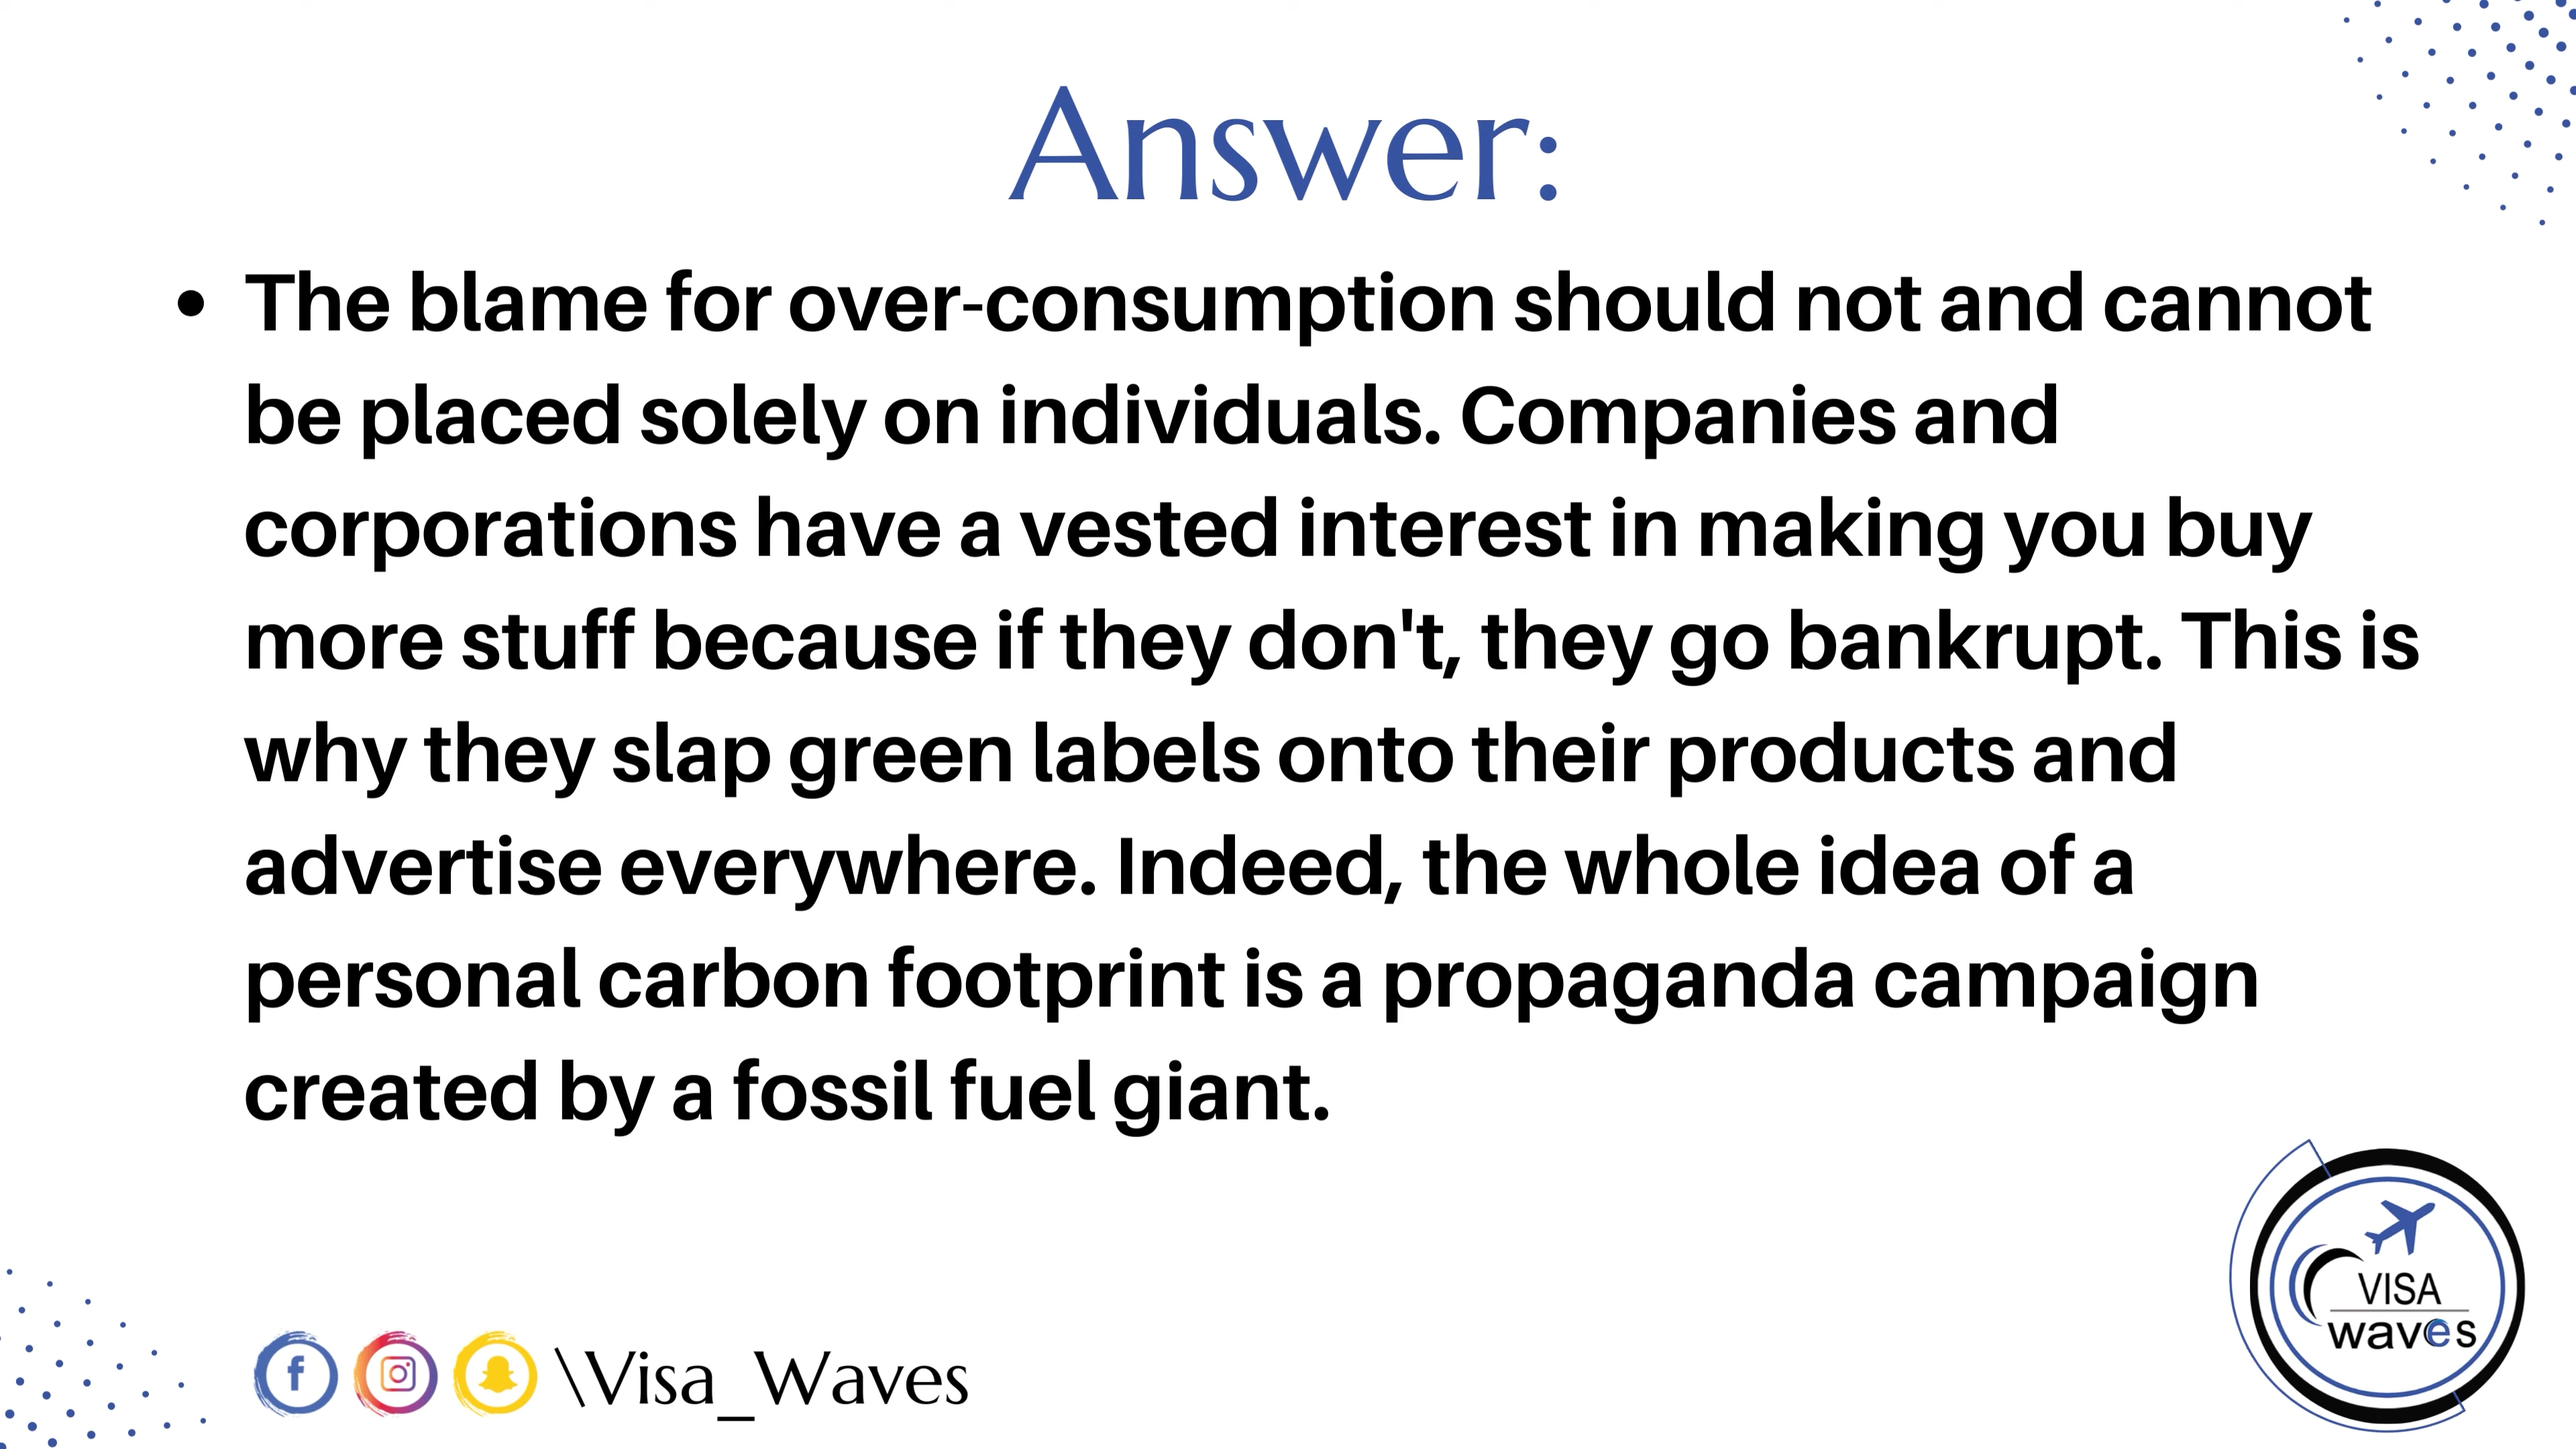 Answer:
• The blame for over-consumption should not and cannot
be placed solely on individuals. Companies and
corporations have a vested interest in making you buy
more stuff because if they don't, they go bankrupt. This is
why they slap green labels onto their products and
advertise everywhere. Indeed, the whole idea of a
personal carbon footprint is a propaganda campaign
created by a fossil fuel giant.
VISA
waves
\Visa_Waves